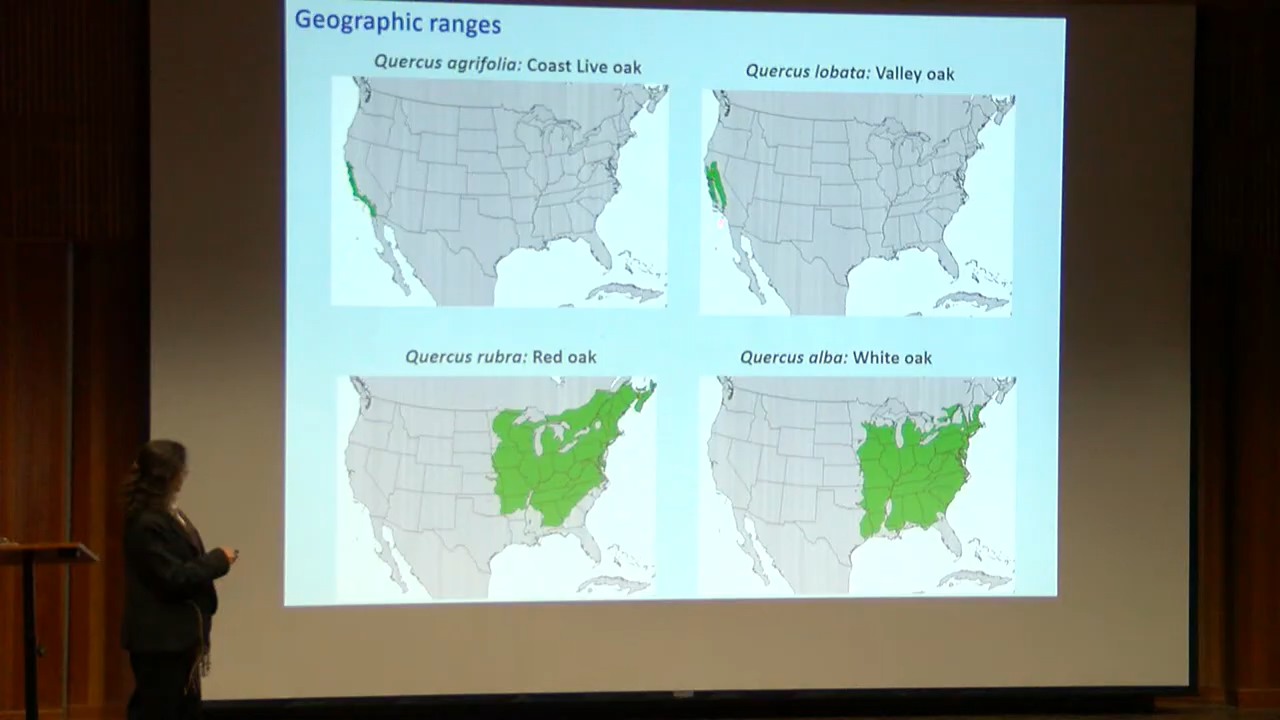 Geographic ranges
Quercus agrifolia: Coast Live oak
Quercus lobata: Valley oak
Quercus rubra: Red oak
Quercus alba: White oak